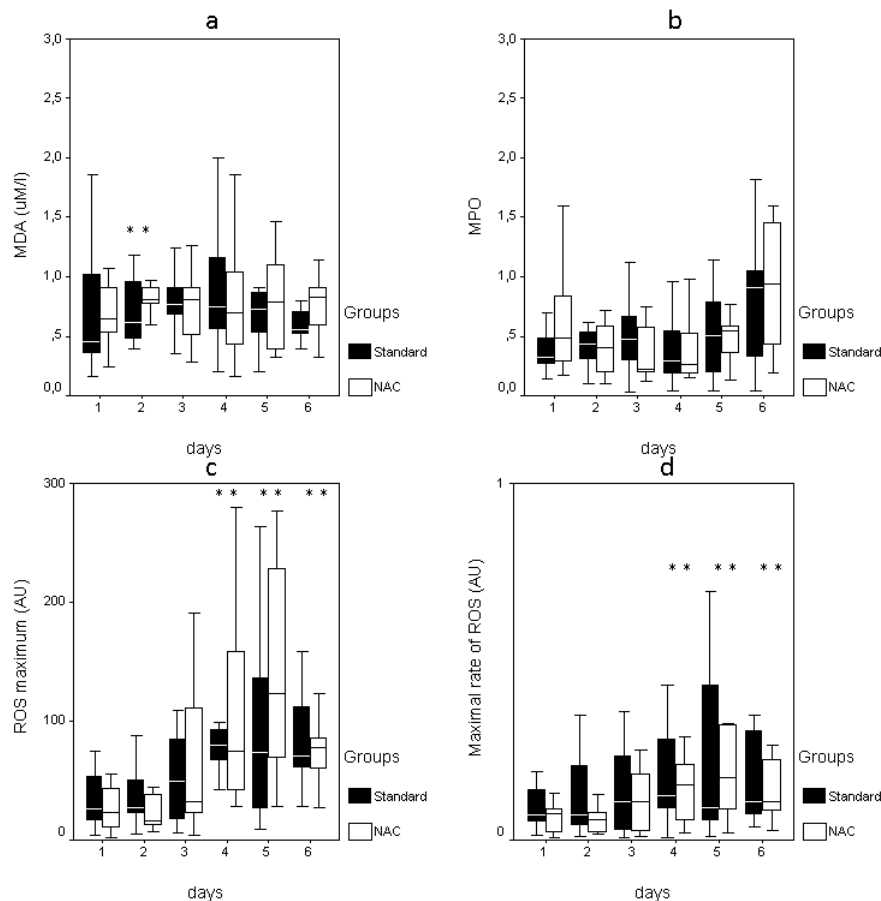 a
3,0
2,5
2,0
1,5
1,0
,5
0,0
MDA (uM/l)
* *
1 2 3 4 5 6
days
Groups
Standard
NAC
b
3,0
2,5
2,0
1,5
1,0
,5
0,0
MPO
1 2 3 4 5 6
days
Groups
Standard
NAC
c
300
200
100
0
ROS maximum (AU)
* * * * * *
1 2 3 4 5 6
days
Groups
Standard
NAC
d
1
0
Maximal rate of ROS (AU)
* * * * * *
1 2 3 4 5 6
days
Groups
Standard
NAC